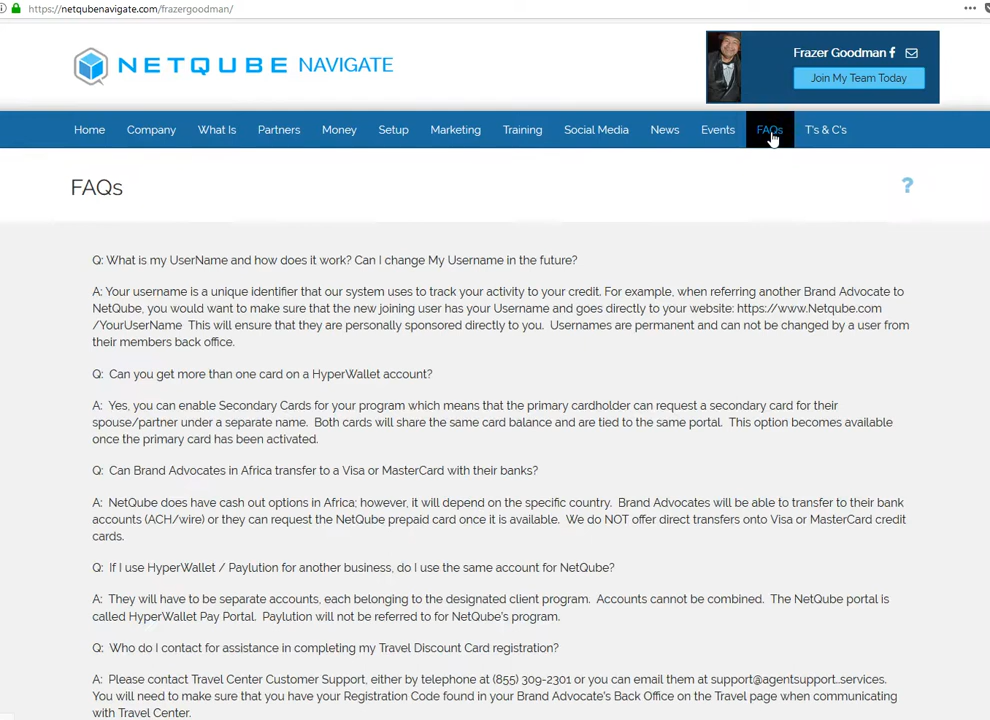 https://netqubenavigate.com/frazergoodman/
NETQUBE NAVIGATE
Frazer Goodman
Join My Team Today
Home Company What Is Partners Money Setup Marketing Training Social Media News Events FAQs T's & C's
FAQs
?
Q: What is my UserName and how does it work? Can I change My Username in the future?
A: Your username is a unique identifier that our system uses to track your activity to your credit. For example, when referring another Brand Advocate to
NetQube, you would want to make sure that the new joining user has your Username and goes directly to your website: https://www.Netqube.com
/YourUserName This will ensure that they are personally sponsored directly to you. Usernames are permanent and can not be changed by a user from
their members back office.
Q: Can you get more than one card on a HyperWallet account?
A: Yes, you can enable Secondary Cards for your program which means that the primary cardholder can request a secondary card for their
spouse/partner under a separate name. Both cards will share the same card balance and are tied to the same portal. This option becomes available
once the primary card has been activated.
Q: Can Brand Advocates in Africa transfer to a Visa or MasterCard with their banks?
A: NetQube does have cash out options in Africa; however, it will depend on the specific country. Brand Advocates will be able to transfer to their bank
accounts (ACH/wire) or they can request the NetQube prepaid card once it is available. We do NOT offer direct transfers onto Visa or MasterCard credit
cards.
Q: If I use HyperWallet / Paylution for another business, do I use the same account for NetQube?
A: They will have to be separate accounts, each belonging to the designated client program. Accounts cannot be combined. The NetQube portal is
called HyperWallet Pay Portal. Paylution will not be referred to for NetQube's program.
Q: Who do I contact for assistance in completing my Travel Discount Card registration?
A: Please contact Travel Center Customer Support, either by telephone at (855) 309-2301 or you can email them at support@agentsupport..services.
You will need to make sure that you have your Registration Code found in your Brand Advocate's Back Office on the Travel page when communicating
with Travel Center.